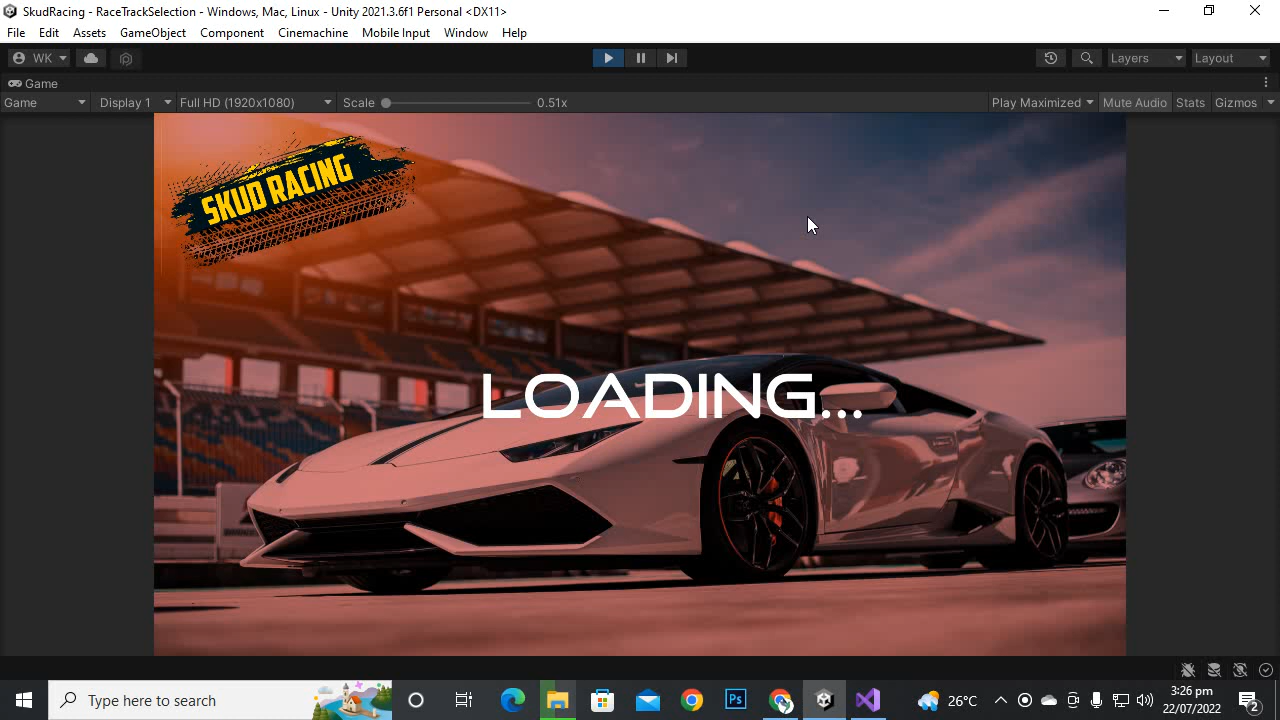 SkudRacing - RaceTrackSelection - Windows, Mac, Linux - Unity 2021.3.6f1 Personal <DX11>
File Edit Assets GameObject Component Cinemachine Mobile Input Window Help
WK Layers Layout
Game
Game Display 1 Full HD (1920x1080) Scale 0.51x Play Maximized Mute Audio Stats Gizmos
SKUD RACING
LOADING...
Type here to search
Ps
26°C
3:26 pm
22/07/2022
2